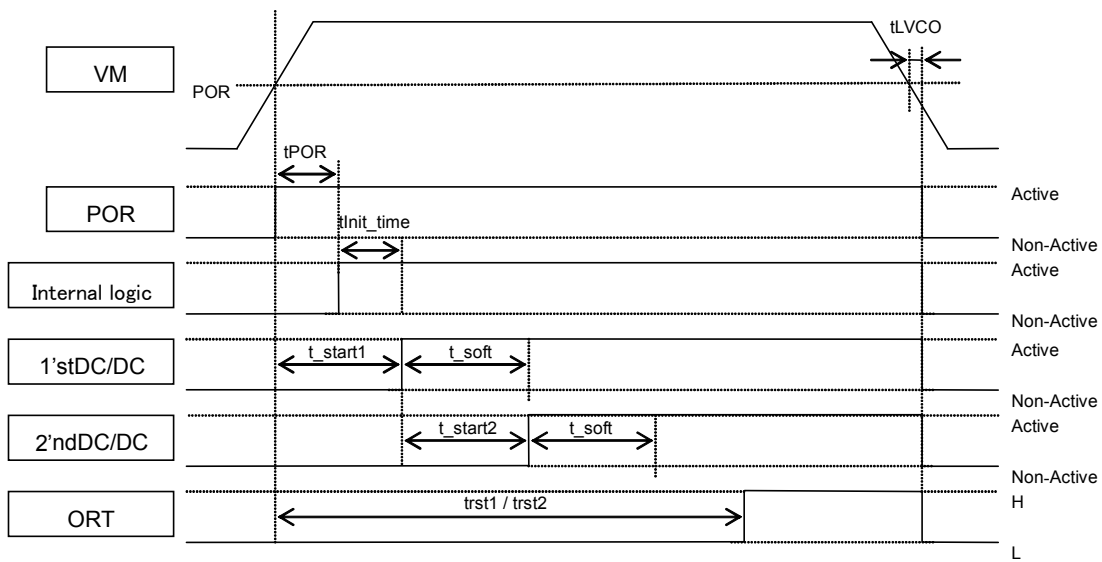 tLVCO
VM
POR
tPOR
POR
Active
tInit_time
Non-Active
Internal logic
Active
Non-Active
1'stDC/DC
t_start1
t_soft
Active
Non-Active
2'ndDC/DC
t_start2
t_soft
Active
Non-Active
ORT
trst1 / trst2
H
L